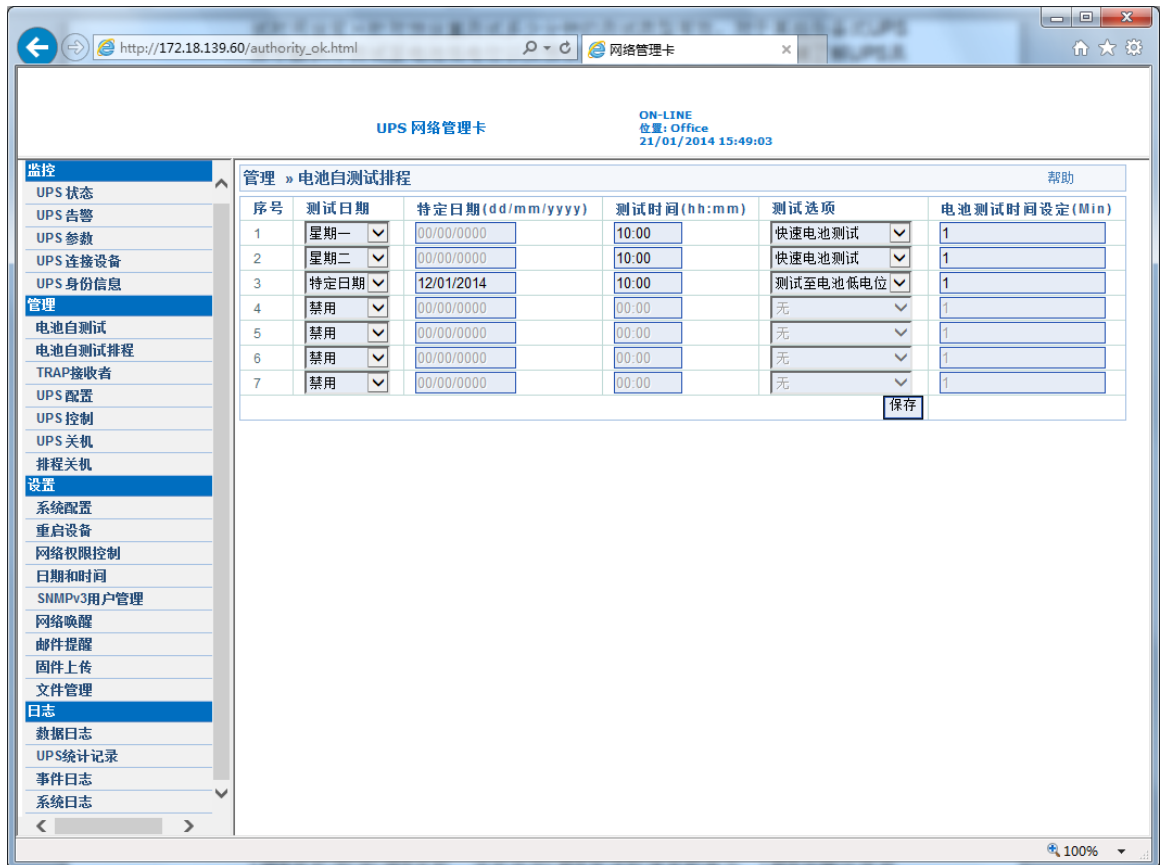 http://172.18.139.60/authority_ok.html
网络管理卡
UPS 网络管理卡
ON-LINE
位置: Office
21/01/2014 15:49:03
监控
UPS 状态
UPS 告警
UPS 参数
UPS 连接设备
UPS 身份信息
管理
电池自测试
电池自测试排程
TRAP接收者
UPS 配置
UPS 控制
UPS 关机
排程关机
设置
系统配置
重启设备
网络权限控制
日期和时间
SNMPv3用户管理
网络唤醒
邮件提醒
固件上传
文件管理
日志
数据日志
UPS统计记录
事件日志
系统日志
管理 » 电池自测试排程 帮助
序号 测试日期 特定日期(dd/mm/yyyy) 测试时间(hh:mm) 测试选项 电池测试时间设定(Min)
1 星期一 00/00/0000 10:00 快速电池测试 1
2 星期二 00/00/0000 10:00 快速电池测试 1
3 特定日期 12/01/2014 10:00 测试至电池低电位 1
4 禁用 00/00/0000 00:00 无 1
5 禁用 00/00/0000 00:00 无 1
6 禁用 00/00/0000 00:00 无 1
7 禁用 00/00/0000 00:00 无 1
保存
100%